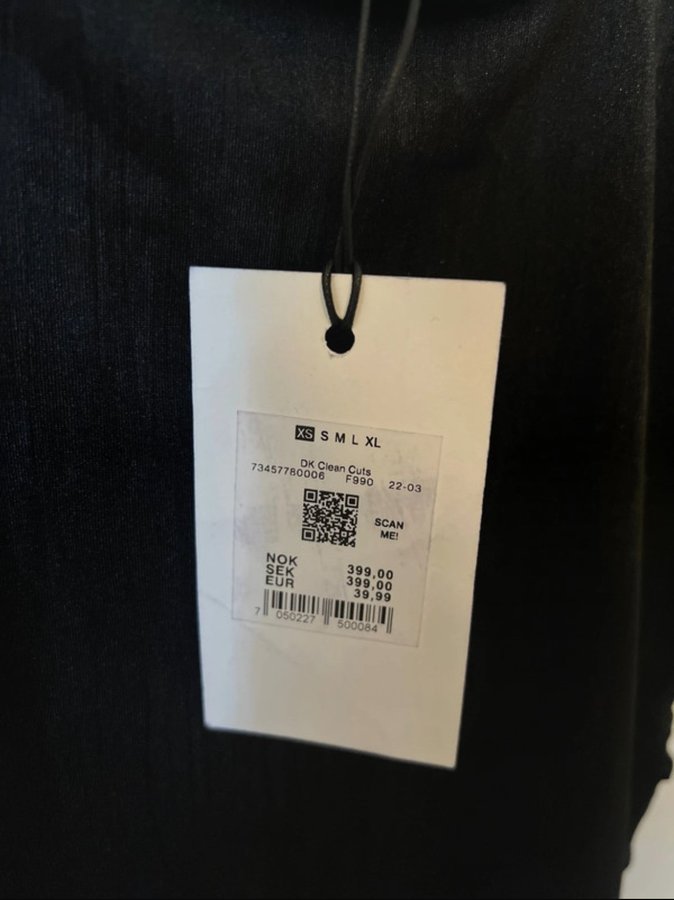 XS S M L XL
DK Clean Cuts
73457780006 F990 22-03
SCAN
ME!
NOK 399,00
SEK 399,00
EUR 39,99
7 050227 500084